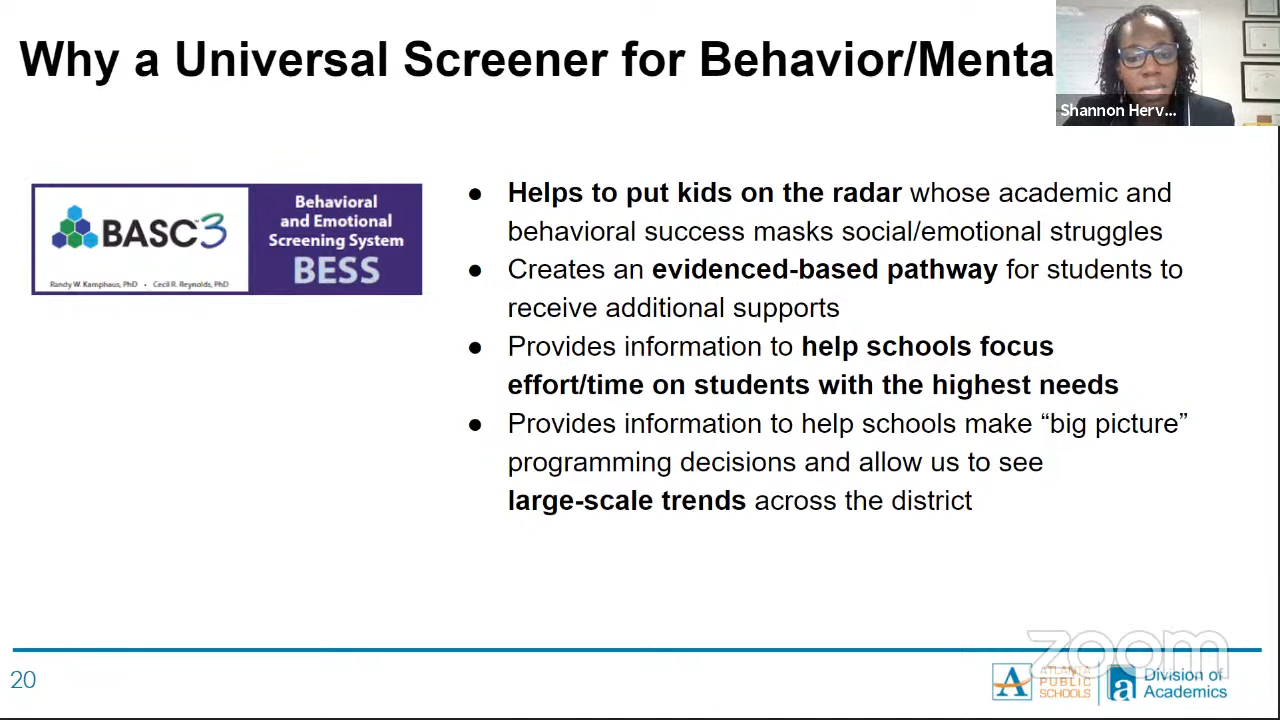 Why a Universal Screener for Behavior/Menta
Shannon Herv...
BASC™3
Randy W. Kamphaus, PhD • Cecil R. Reynolds, PhD
Behavioral
and Emotional
Screening System
BESS
● Helps to put kids on the radar whose academic and
behavioral success masks social/emotional struggles
● Creates an evidenced-based pathway for students to
receive additional supports
● Provides information to help schools focus
effort/time on students with the highest needs
● Provides information to help schools make “big picture”
programming decisions and allow us to see
large-scale trends across the district
zoom
20
ATLANTA
PUBLIC
SCHOOLS
Division of
Academics